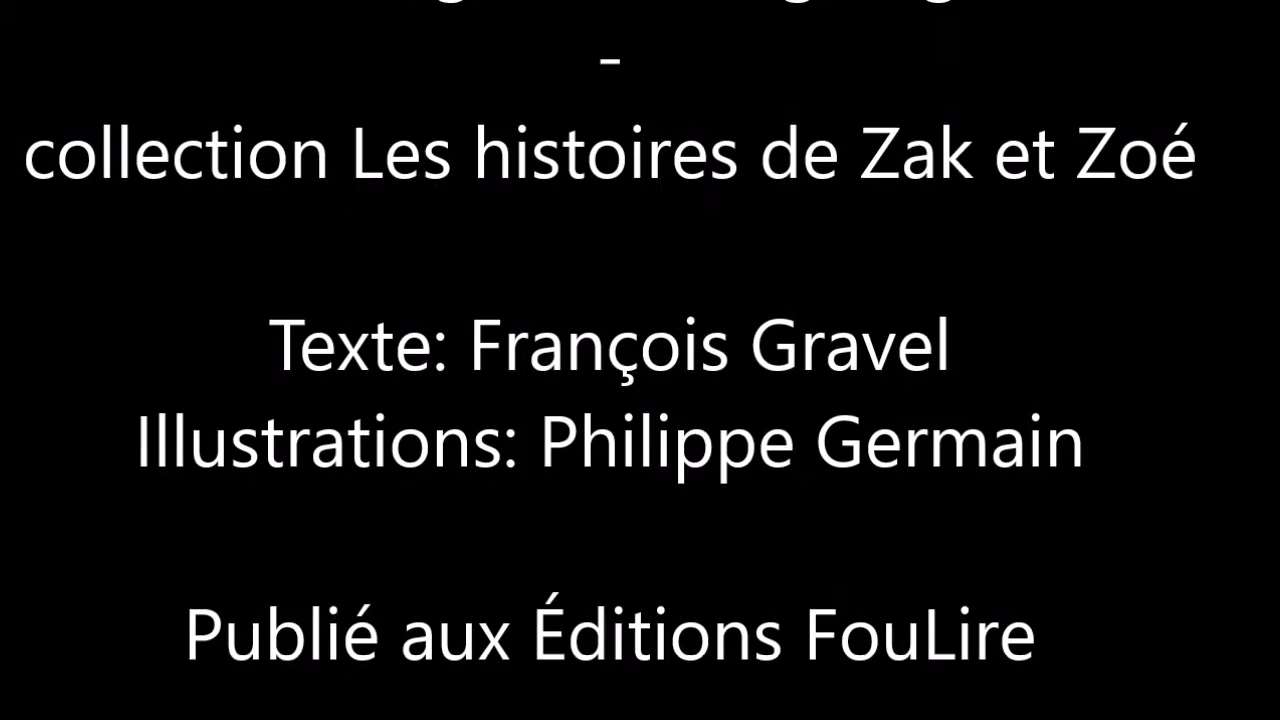 -
collection Les histoires de Zak et Zoé
Texte: François Gravel
Illustrations: Philippe Germain
Publié aux Éditions FouLire